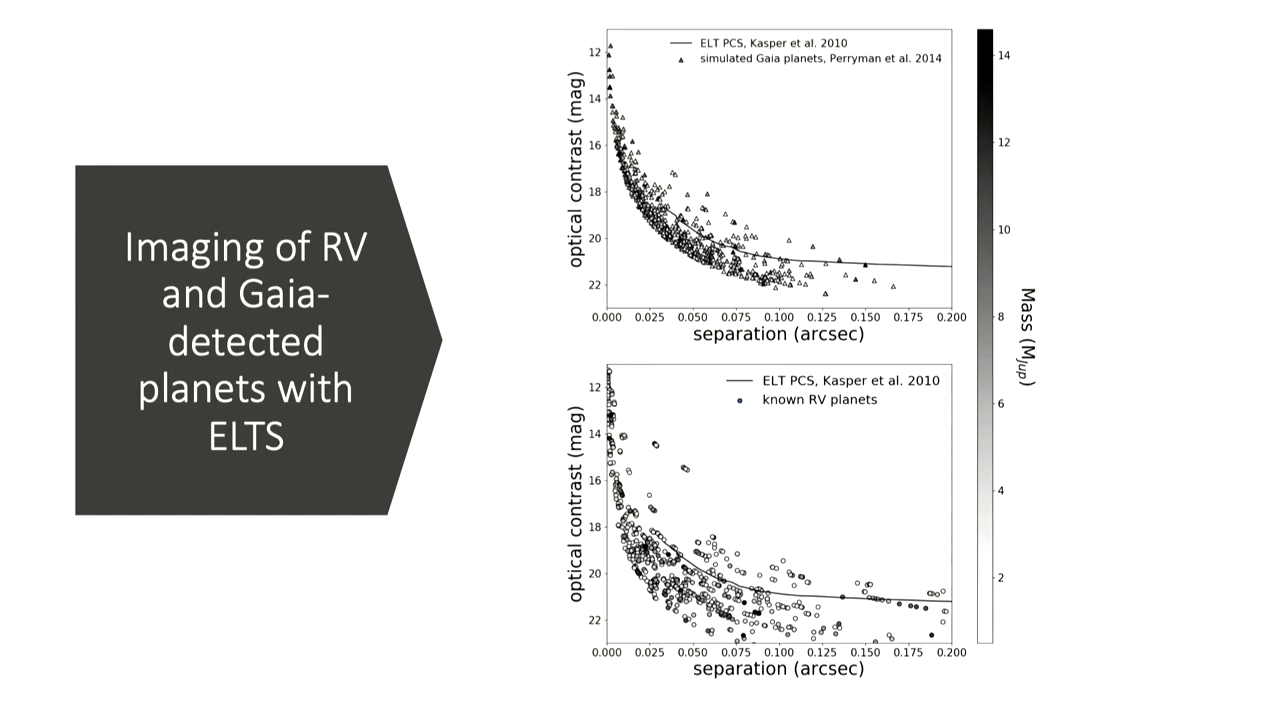 Imaging of RV
and Gaia-
detected
planets with
ELTS
ELT PCS, Kasper et al. 2010
simulated Gaia planets, Perryman et al. 2014
optical contrast (mag)
12
14
16
18
20
22
0.000 0.025 0.050 0.075 0.100 0.125 0.150 0.175 0.200
separation (arcsec)
ELT PCS, Kasper et al. 2010
known RV planets
optical contrast (mag)
12
14
16
18
20
22
0.000 0.025 0.050 0.075 0.100 0.125 0.150 0.175 0.200
separation (arcsec)
14
12
10
8
6
4
2
Mass (MJup)